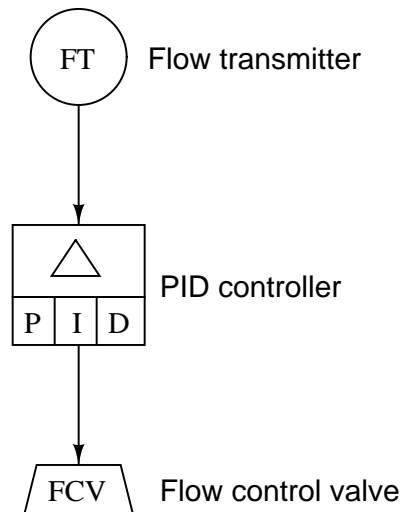 FT Flow transmitter
PID controller
P I D
FCV Flow control valve